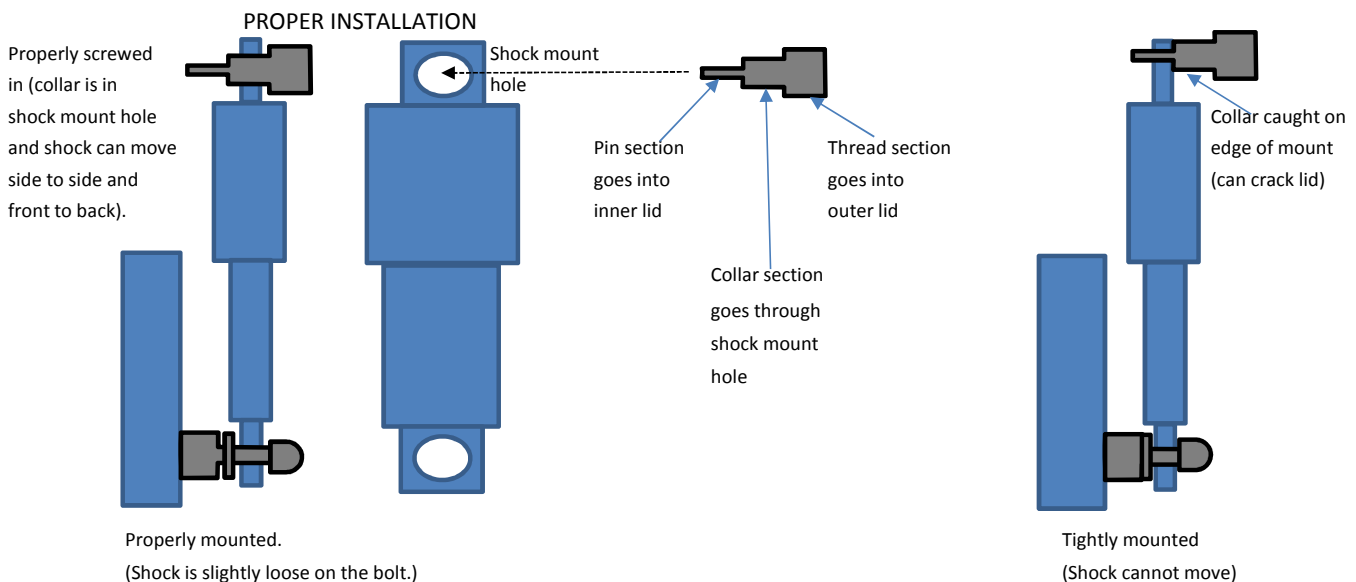 PROPER INSTALLATION
Properly screwed
in (collar is in
shock mount hole
and shock can move
side to side and
front to back).
Shock mount
hole
Pin section
goes into
inner lid
Thread section
goes into
outer lid
Collar section
goes through
shock mount
hole
Collar caught on
edge of mount
(can crack lid)
Properly mounted.
(Shock is slightly loose on the bolt.)
Tightly mounted
(Shock cannot move)